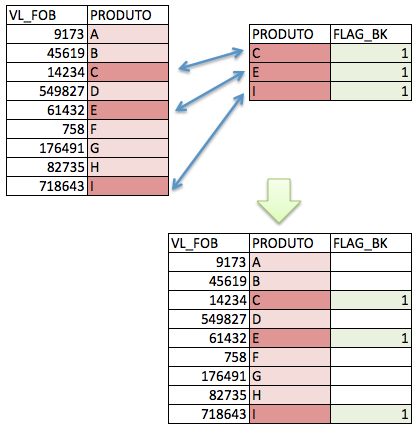 VL_FOB PRODUTO
9173 A
45619 B
14234 C
549827 D
61432 E
758 F
176491 G
82735 H
718643 I
PRODUTO FLAG_BK
C 1
E 1
I 1
VL_FOB PRODUTO FLAG_BK
9173 A
45619 B
14234 C 1
549827 D
61432 E 1
758 F
176491 G
82735 H
718643 I 1